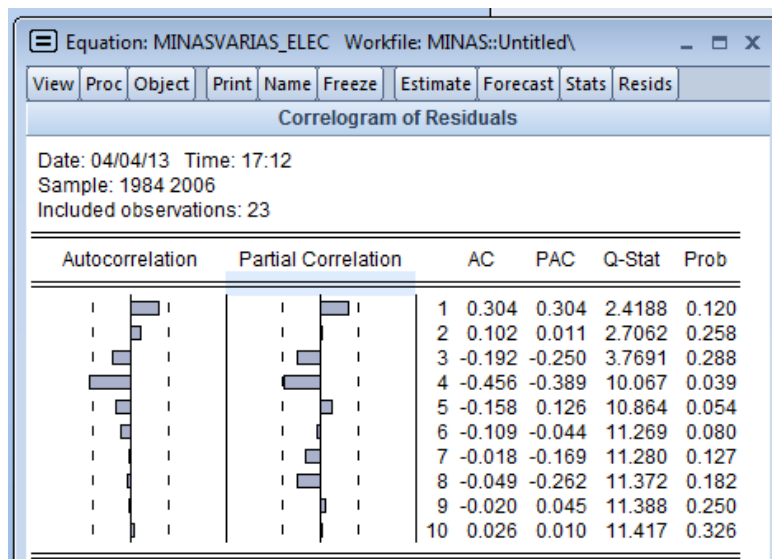 Equation: MINASVARIAS_ELEC Workfile: MINAS::Untitled\
View Proc Object Print Name Freeze Estimate Forecast Stats Resids
Correlogram of Residuals
Date: 04/04/13 Time: 17:12
Sample: 1984 2006
Included observations: 23
Autocorrelation Partial Correlation AC PAC Q-Stat Prob
1 0.304 0.304 2.4188 0.120
2 0.102 0.011 2.7062 0.258
3 -0.192 -0.250 3.7691 0.288
4 -0.456 -0.389 10.067 0.039
5 -0.158 0.126 10.864 0.054
6 -0.109 -0.044 11.269 0.080
7 -0.018 -0.169 11.280 0.127
8 -0.049 -0.262 11.372 0.182
9 -0.020 0.045 11.388 0.250
10 0.026 0.010 11.417 0.326